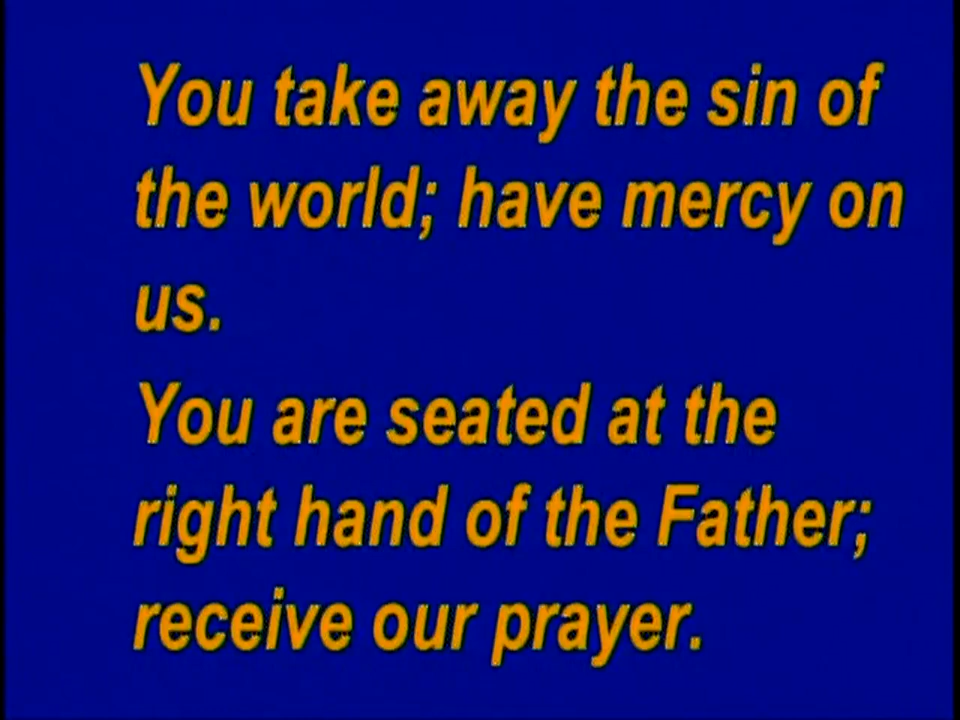 You take away the sin of
the world; have mercy on
us.
You are seated at the
right hand of the Father;
receive our prayer.